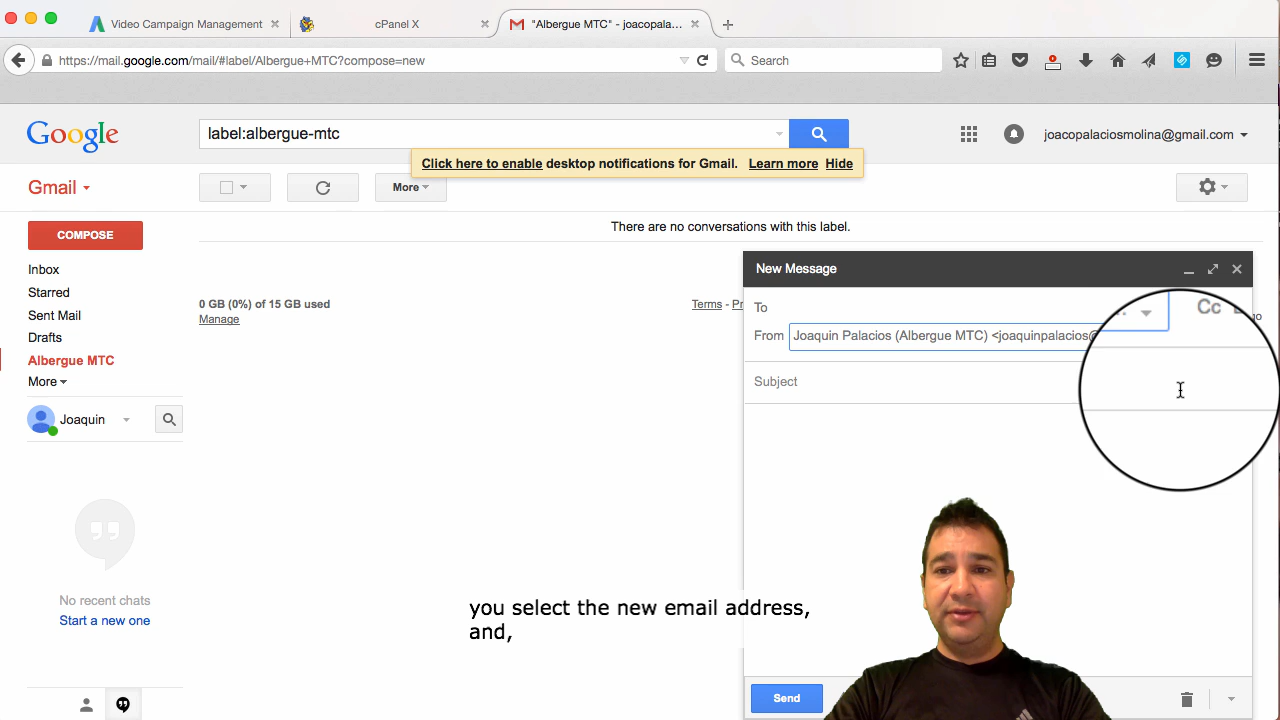 Video Campaign Management
cPanel X
"Albergue MTC" - joacopala...
https://mail.google.com/mail/#label/Albergue+MTC?compose=new
Search
Google
label:albergue-mtc
joacopalaciosmolina@gmail.com
Click here to enable desktop notifications for Gmail. Learn more Hide
Gmail
More
COMPOSE
There are no conversations with this label.
Inbox
Starred
Sent Mail
Drafts
Albergue MTC
More
Joaquin
0 GB (0%) of 15 GB used
Manage
Terms -
New Message
To
Cc
From Joaquin Palacios (Albergue MTC) <joaquinpalacios@
Subject
No recent chats
Start a new one
you select the new email address,
and,
Send